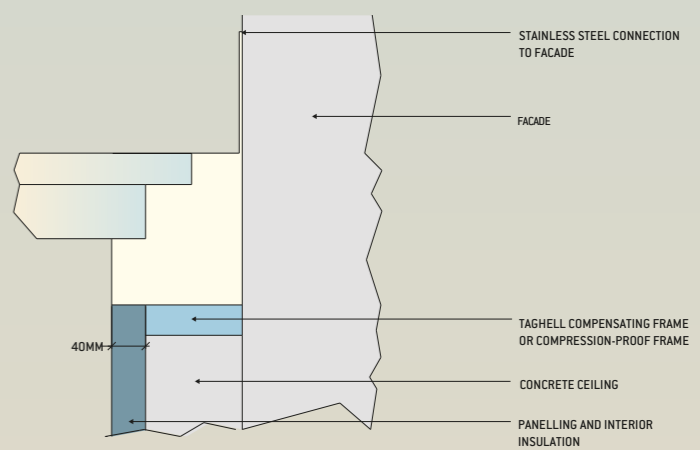 STAINLESS STEEL CONNECTION
TO FACADE
FACADE
TAGHELL COMPENSATING FRAME
OR COMPRESSION-PROOF FRAME
40MM
CONCRETE CEILING
PANELLING AND INTERIOR
INSULATION